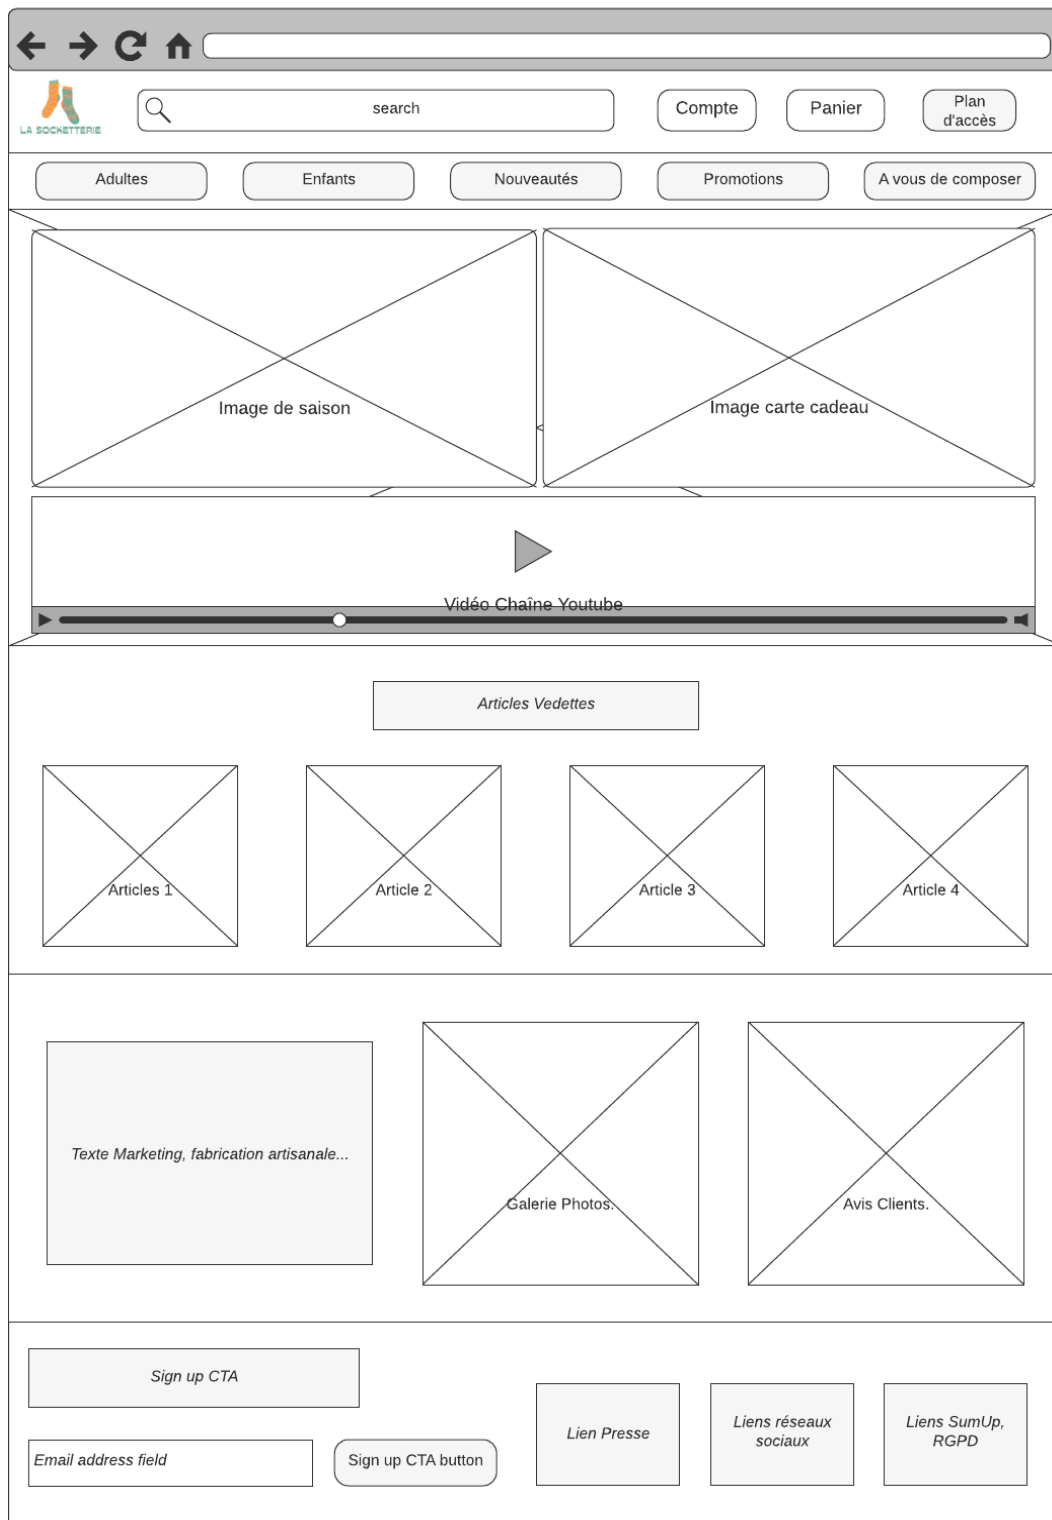 LA SOCKETTERIE
search
Compte
Panier
Plan
d'accès
Adultes
Enfants
Nouveautés
Promotions
A vous de composer
Image de saison
Image carte cadeau
Vidéo Chaîne Youtube
Articles Vedettes
Articles 1
Article 2
Article 3
Article 4
Texte Marketing, fabrication artisanale...
Galerie Photos.
Avis Clients.
Sign up CTA
Email address field
Sign up CTA button
Lien Presse
Liens réseaux
sociaux
Liens SumUp,
RGPD